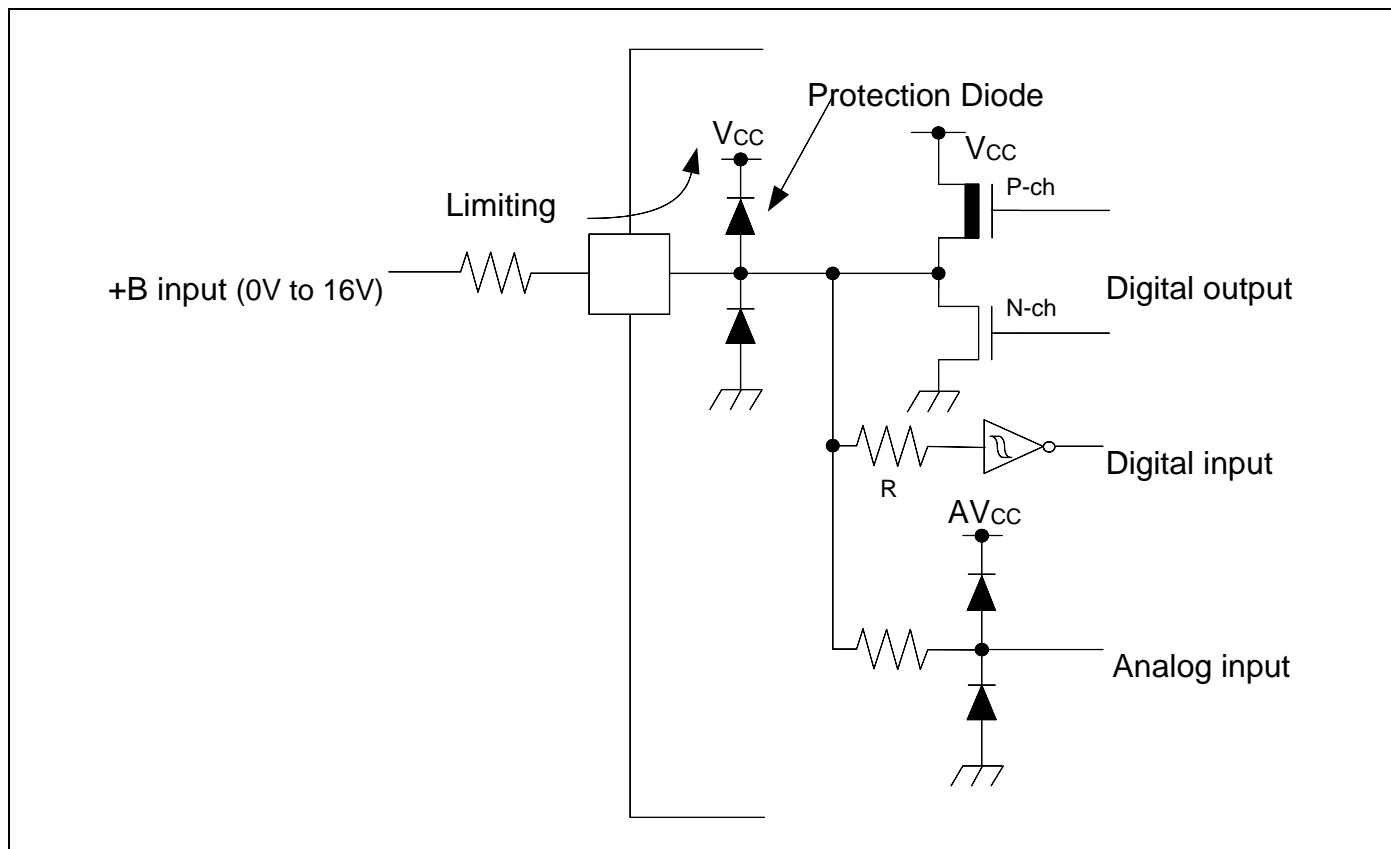 Protection Diode
VCC
VCC
P-ch
Limiting
+B input (0V to 16V)
Digital output
N-ch
Digital input
R
AVCC
Analog input